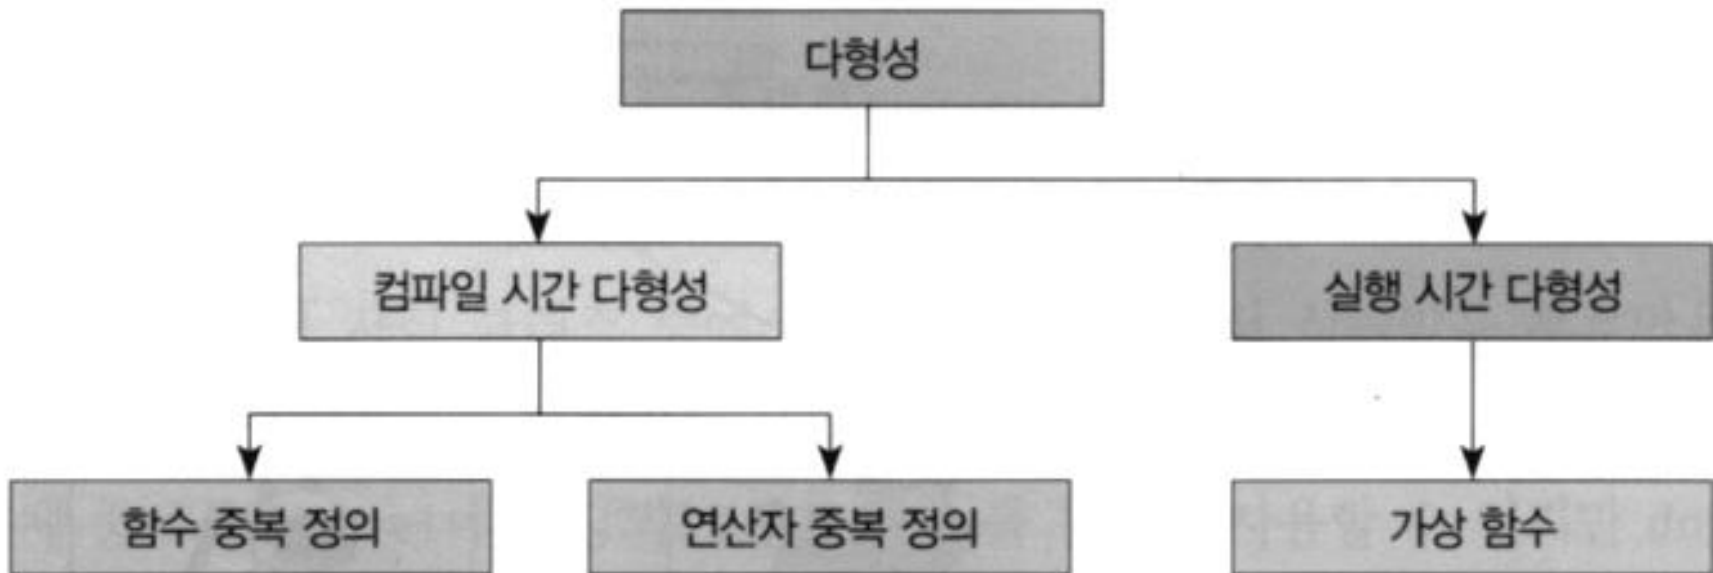 다형성
컴파일 시간 다형성
실행 시간 다형성
함수 중복 정의
연산자 중복 정의
가상 함수